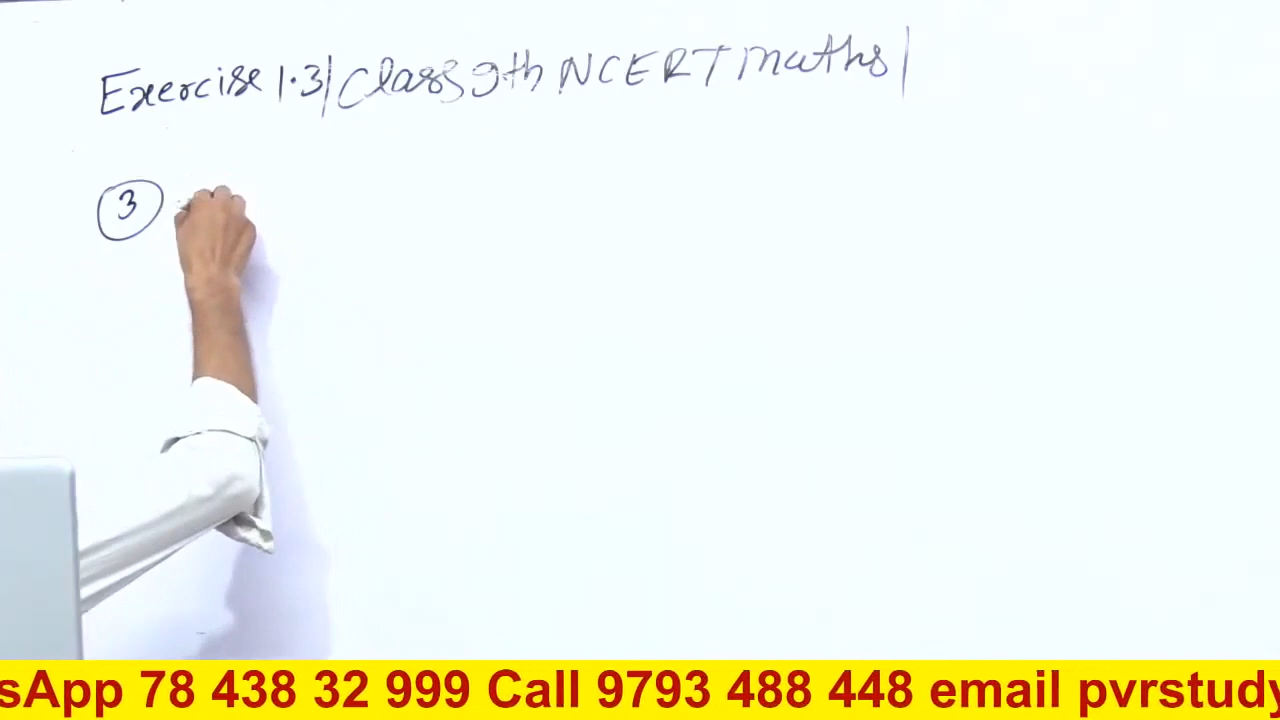 Exercise 1.3 | Class 9th NCERT Maths |
3
sApp 78 438 32 999 Call 9793 488 448 email pvrstudy